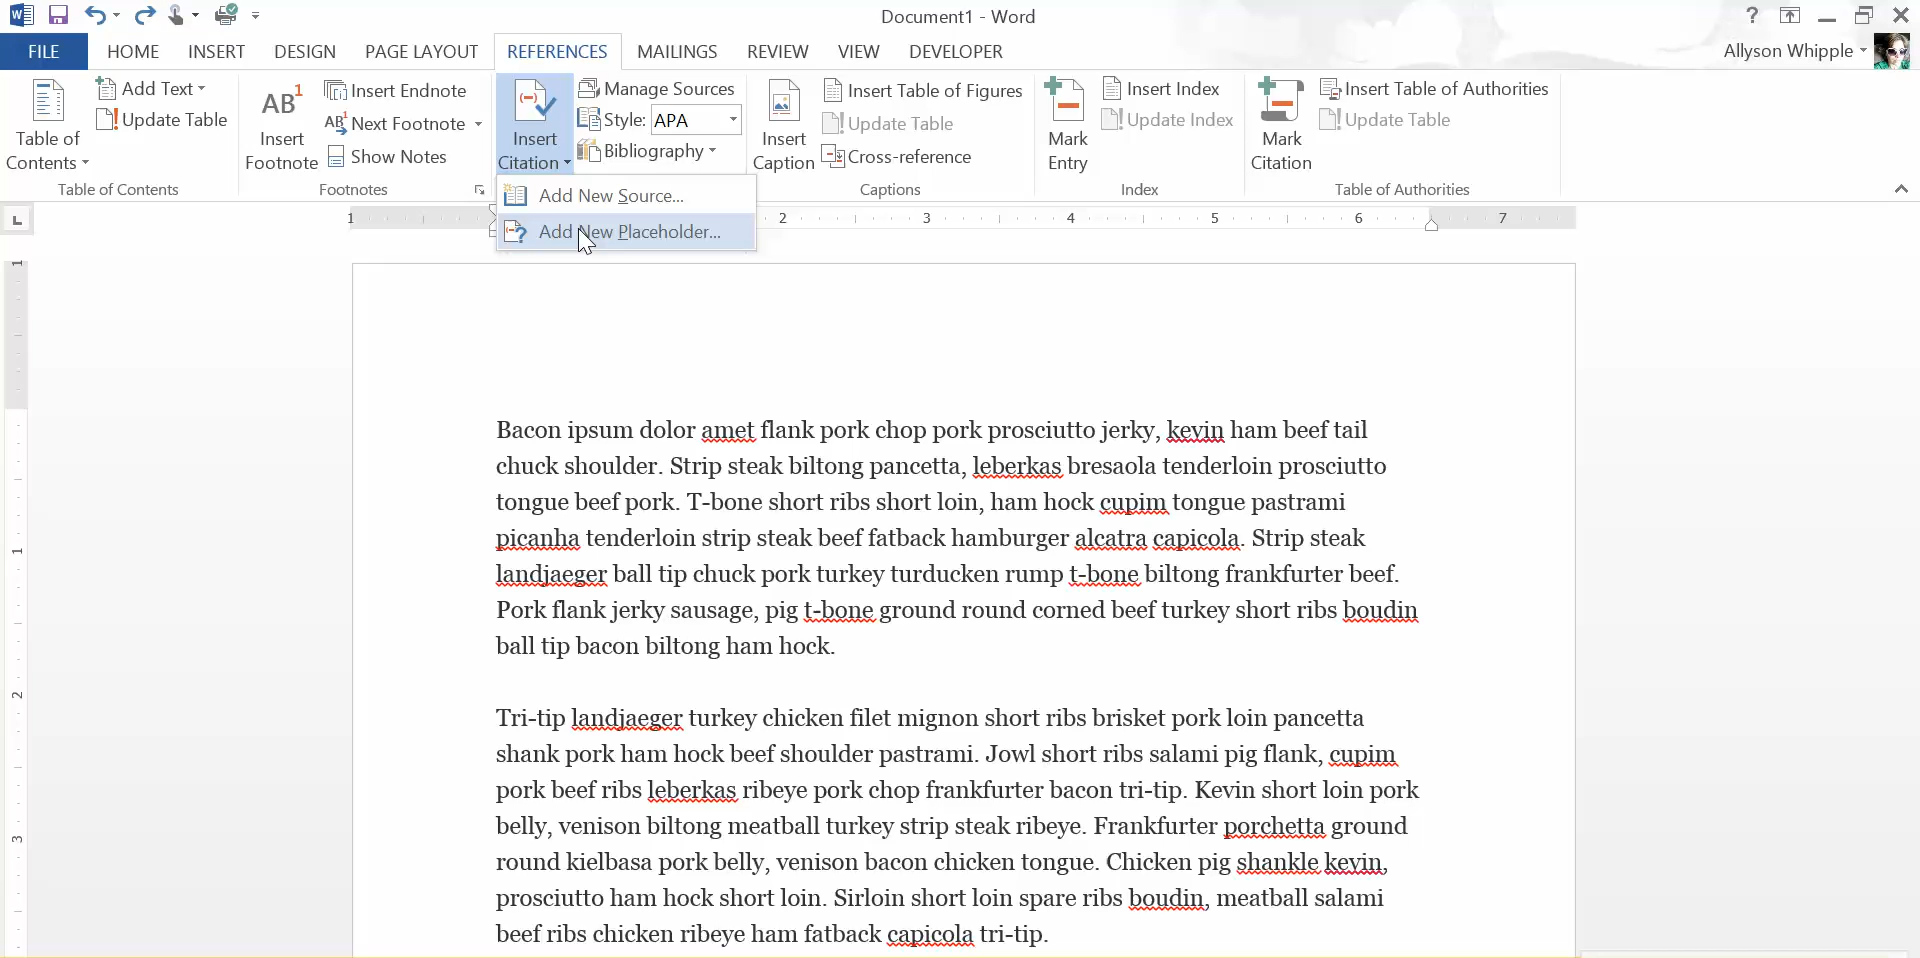 Document1 - Word
?
FILE HOME INSERT DESIGN PAGE LAYOUT REFERENCES MAILINGS REVIEW VIEW DEVELOPER
Allyson Whipple
Table of
Contents
Add Text
Update Table
Table of Contents
AB1
Insert
Footnote
Insert Endnote
Next Footnote
Show Notes
Footnotes
Insert
Citation
Manage Sources
Style: APA
Bibliography
Insert
Caption
Insert Table of Figures
Update Table
Cross-reference
Captions
Mark
Entry
Insert Index
Update Index
Index
Mark
Citation
Insert Table of Authorities
Update Table
Table of Authorities
Add New Source...
Add New Placeholder...
1 2 3 4 5 6 7
1
1
2
3
Bacon ipsum dolor amet flank pork chop pork prosciutto jerky, kevin ham beef tail
chuck shoulder. Strip steak biltong pancetta, leberkas bresaola tenderloin prosciutto
tongue beef pork. T-bone short ribs short loin, ham hock cupim tongue pastrami
picanha tenderloin strip steak beef fatback hamburger alcatra capicola. Strip steak
landjaeger ball tip chuck pork turkey turducken rump t-bone biltong frankfurter beef.
Pork flank jerky sausage, pig t-bone ground round corned beef turkey short ribs boudin
ball tip bacon biltong ham hock.
Tri-tip landjaeger turkey chicken filet mignon short ribs brisket pork loin pancetta
shank pork ham hock beef shoulder pastrami. Jowl short ribs salami pig flank, cupim
pork beef ribs leberkas ribeye pork chop frankfurter bacon tri-tip. Kevin short loin pork
belly, venison biltong meatball turkey strip steak ribeye. Frankfurter porchetta ground
round kielbasa pork belly, venison bacon chicken tongue. Chicken pig shankle kevin,
prosciutto ham hock short loin. Sirloin short loin spare ribs boudin, meatball salami
beef ribs chicken ribeye ham fatback capicola tri-tip.